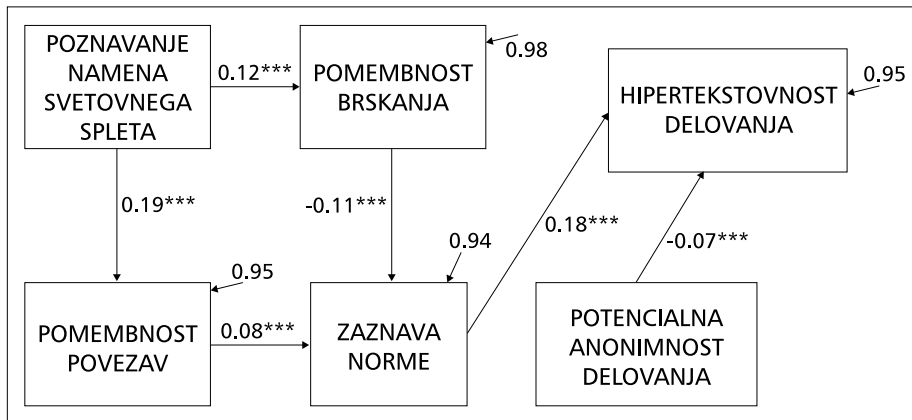 POZNAVANJE
NAMENA
SVETOVNEGA
SPLETA
0.12***
POMEMBNOST
BRSKANJA
0.98
HIPERTEKSTOVNOST
DELOVANJA
0.95
0.19***
-0.11***
0.18***
-0.07***
0.95
0.94
POMEMBNOST
POVEZAV
0.08***
ZAZNAVA
NORME
POTENCIALNA
ANONIMNOST
DELOVANJA